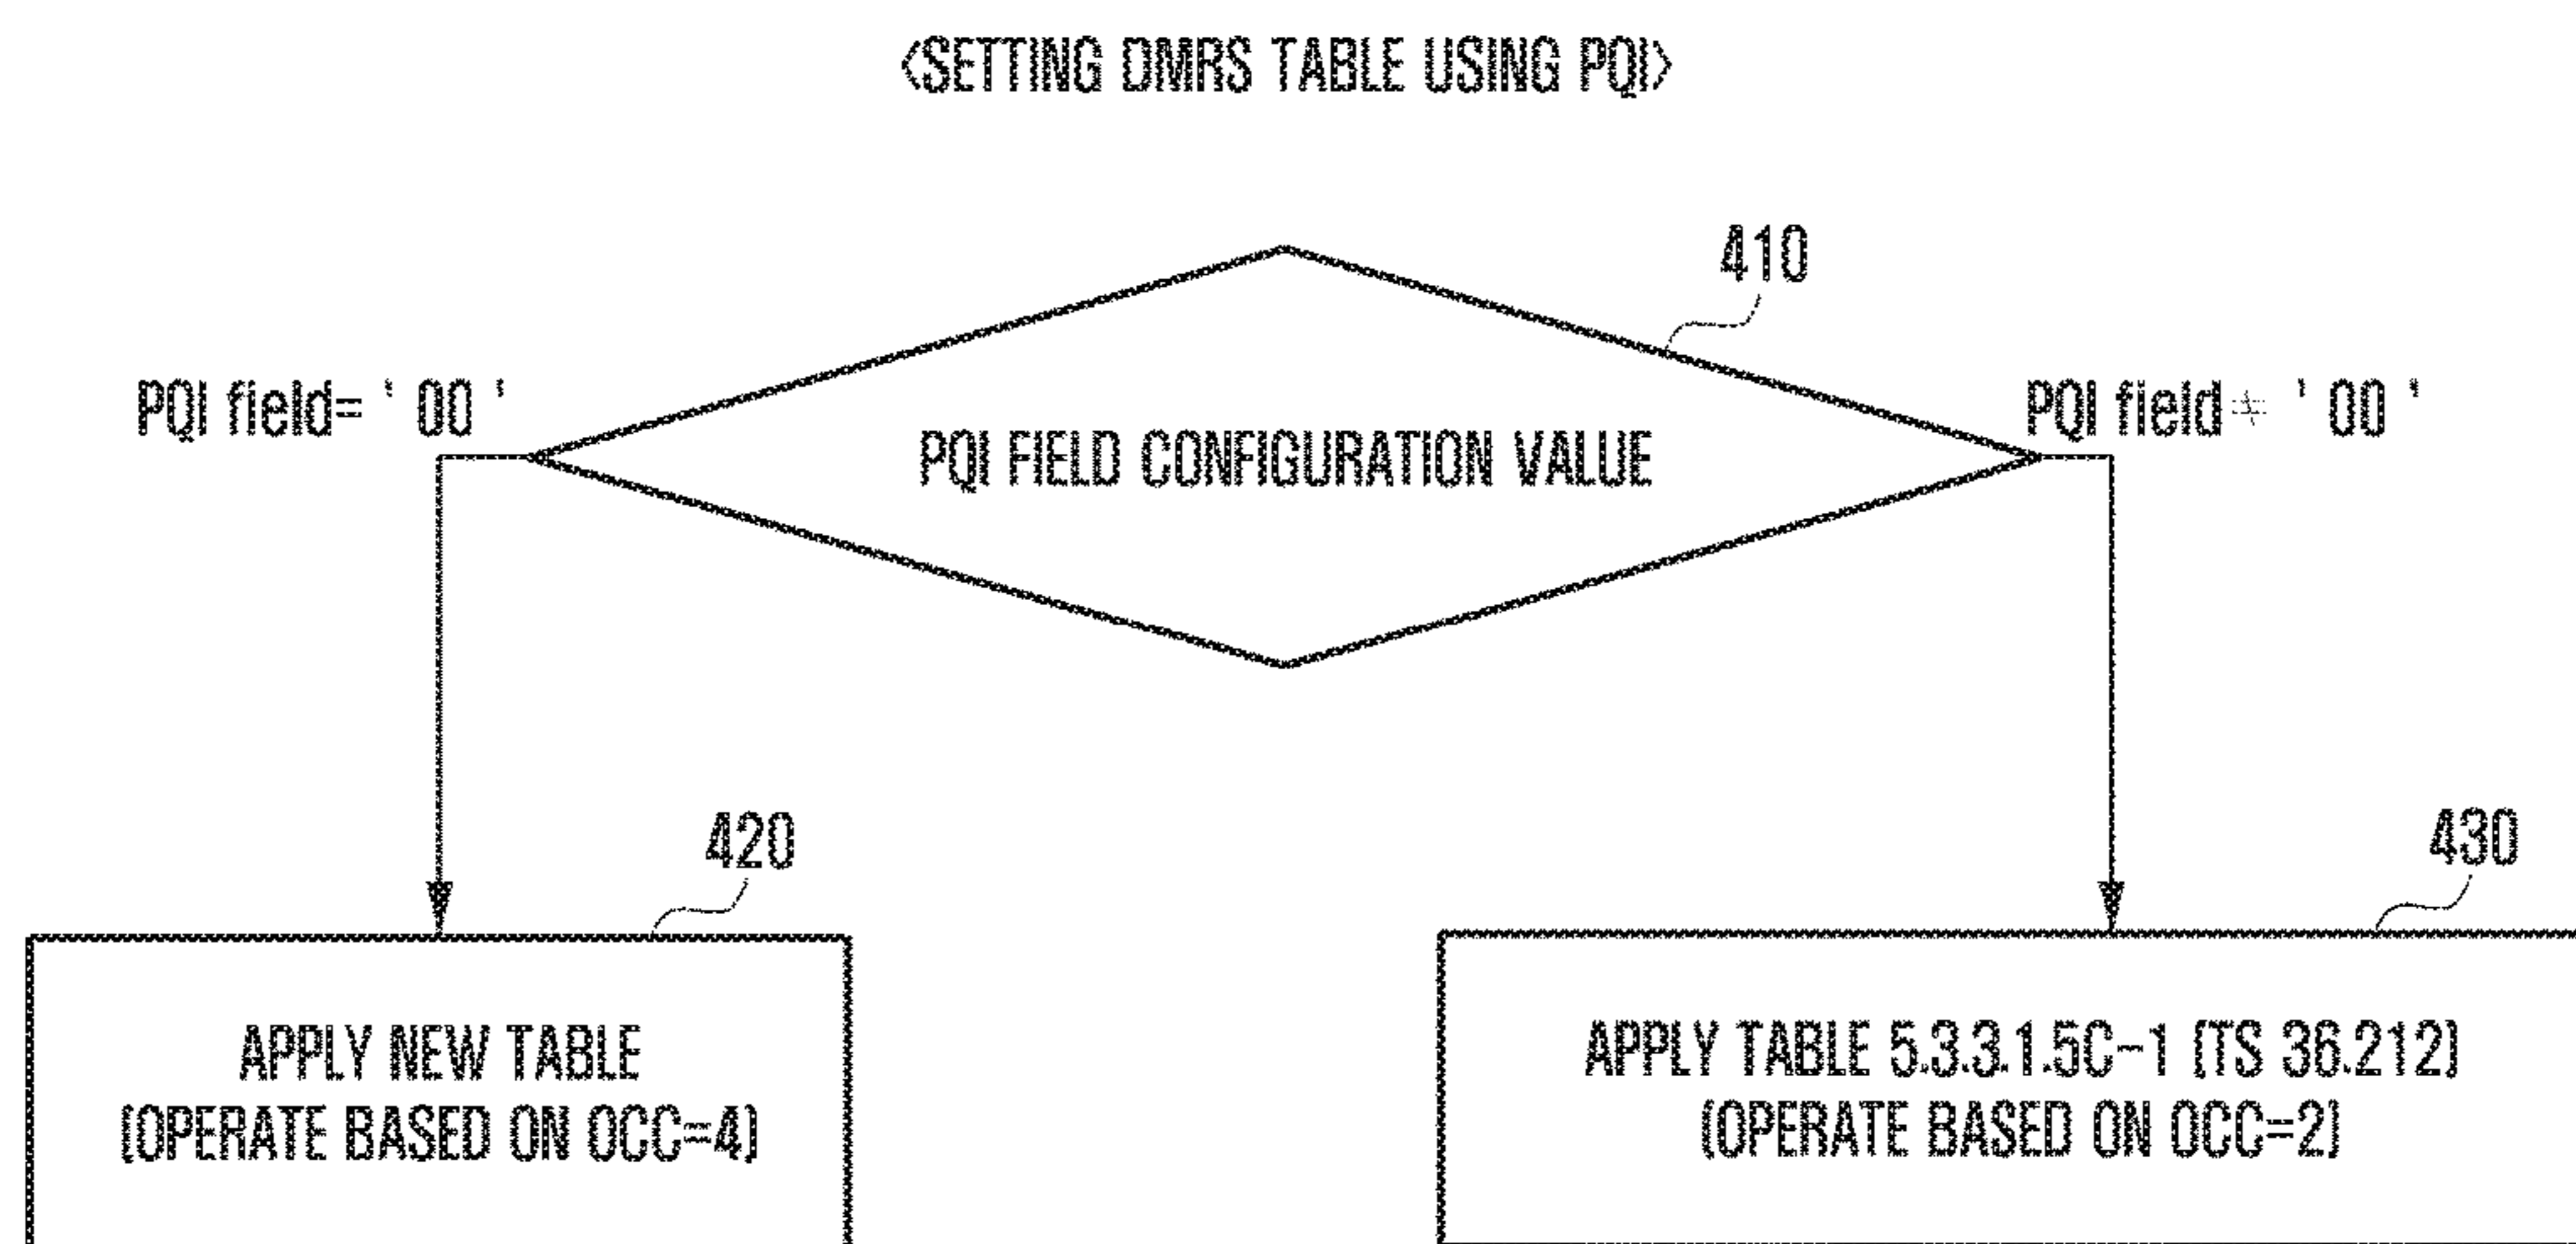 <SETTING DMRS TABLE USING PQI>
410
PQI field= ' 00 '
PQI field ≠ ' 00 '
PQI FIELD CONFIGURATION VALUE
420
430
APPLY NEW TABLE
(OPERATE BASED ON OCC=4)
APPLY TABLE 5.3.3.1.5C-1 (TS 36.212)
(OPERATE BASED ON OCC=2)